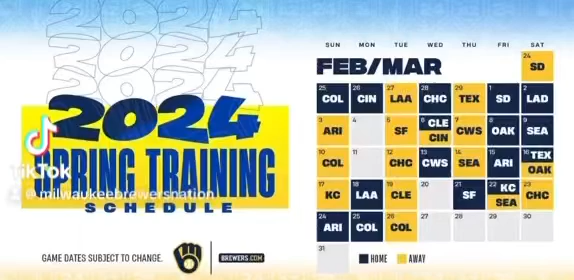 2024
2024
2024
2024
SPRING TRAINING
SCHEDULE
TikTok
@milwaukeebrewersnation
GAME DATES SUBJECT TO CHANGE.
BREWERS.COM
SUN MON TUE WED THU FRI SAT
FEB/MAR
24 SD
25 COL 26 CIN 27 LAA 28 CHC 29 TEX 1 SD 2 LAD
3 ARI 4 5 SF 6 CLE CIN 7 CWS 8 OAK 9 SEA
10 COL 11 12 CHC 13 CWS 14 SEA 15 ARI 16 TEX OAK
17 KC 18 LAA 19 CLE 20 21 SF 22 KC SEA 23 CHC
24 ARI 25 COL 26 COL 27 28 29 30
31
HOME AWAY